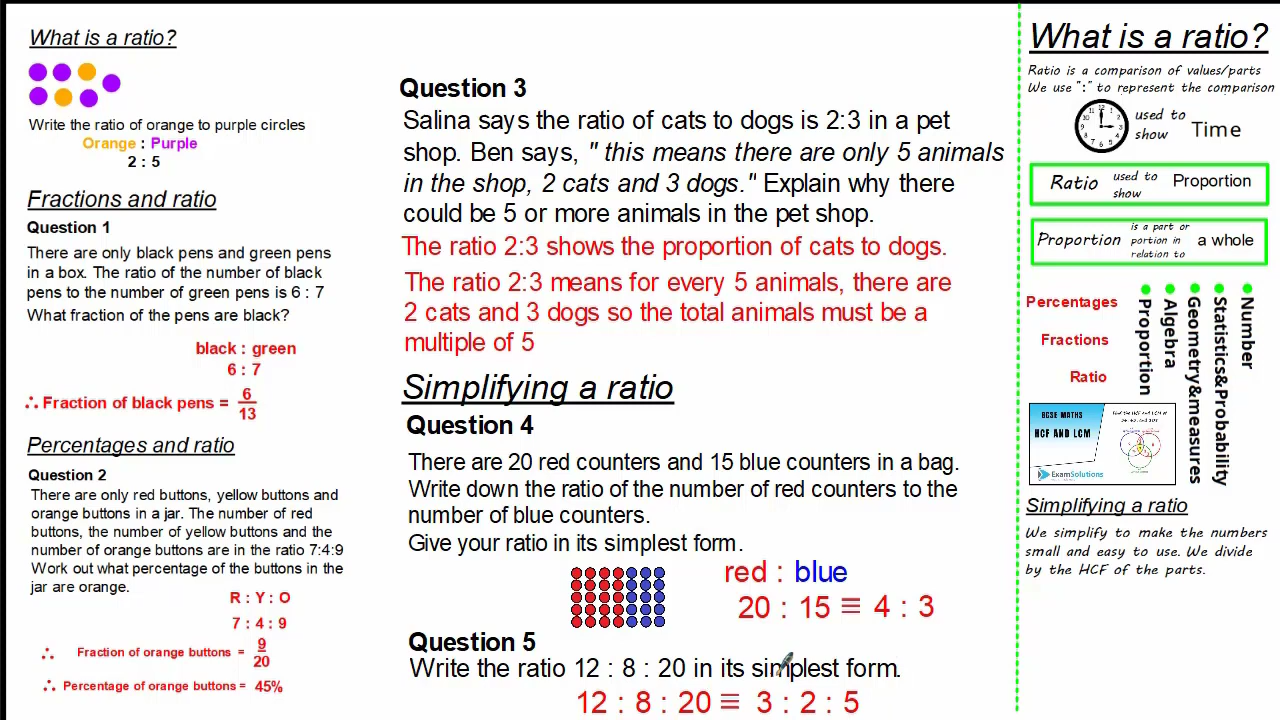 What is a ratio?
Write the ratio of orange to purple circles
Orange : Purple
2 : 5
Fractions and ratio
Question 1
There are only black pens and green pens
in a box. The ratio of the number of black
pens to the number of green pens is 6 : 7
What fraction of the pens are black?
black : green
6 : 7
∴ Fraction of black pens = 6/13
Percentages and ratio
Question 2
There are only red buttons, yellow buttons and
orange buttons in a jar. The number of red
buttons, the number of yellow buttons and the
number of orange buttons are in the ratio 7:4:9
Work out what percentage of the buttons in the
jar are orange.
R : Y : O
7 : 4 : 9
∴ Fraction of orange buttons = 9/20
∴ Percentage of orange buttons = 45%
Question 3
Salina says the ratio of cats to dogs is 2:3 in a pet
shop. Ben says, " this means there are only 5 animals
in the shop, 2 cats and 3 dogs." Explain why there
could be 5 or more animals in the pet shop.
The ratio 2:3 shows the proportion of cats to dogs.
The ratio 2:3 means for every 5 animals, there are
2 cats and 3 dogs so the total animals must be a
multiple of 5
Simplifying a ratio
Question 4
There are 20 red counters and 15 blue counters in a bag.
Write down the ratio of the number of red counters to the
number of blue counters.
Give your ratio in its simplest form.
red : blue
20 : 15 ≡ 4 : 3
Question 5
Write the ratio 12 : 8 : 20 in its simplest form.
12 : 8 : 20 ≡ 3 : 2 : 5
What is a ratio?
Ratio is a comparison of values/parts
We use ":" to represent the comparison
used to show Time
Ratio used to show Proportion
Proportion is a part or portion in relation to a whole
Percentages
Fractions
Ratio
Proportion
Algebra
Geometry&measures
Statistics&Probability
Number
GCSE MATHS
HCF AND LCM
ExamSolutions
Simplifying a ratio
We simplify to make the numbers
small and easy to use. We divide
by the HCF of the parts.